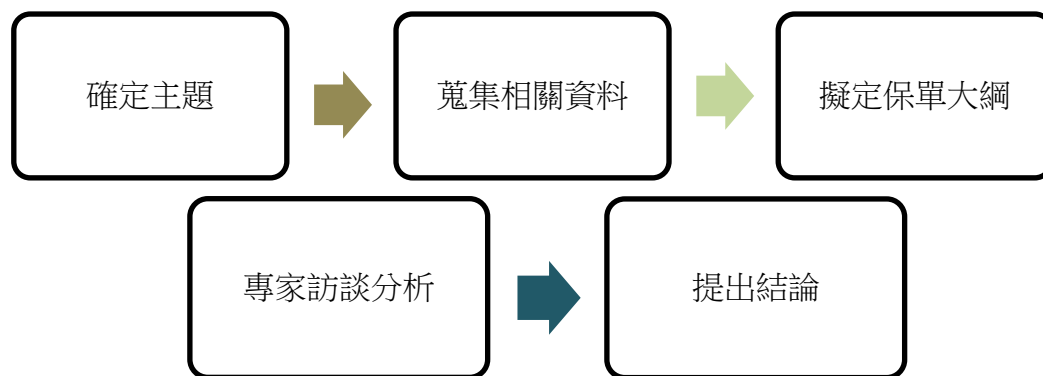 確定主題
蒐集相關資料
擬定保單大綱
專家訪談分析
提出結論